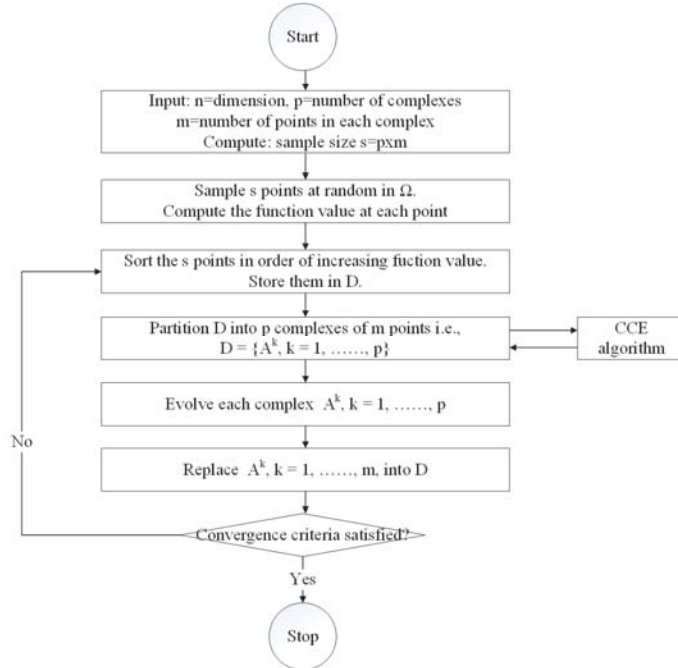 Start
Input: n=dimension, p=number of complexes
m=number of points in each complex
Compute: sample size s=pxm
Sample s points at random in Ω.
Compute the function value at each point
Sort the s points in order of increasing fuction value.
Store them in D.
Partition D into p complexes of m points i.e.,
D = {Aᵏ, k = 1, ……, p}
CCE
algorithm
Evolve each complex Aᵏ, k = 1, ……, p
No
Replace Aᵏ, k = 1, ……, m, into D
Convergence criteria satisfied?
Yes
Stop